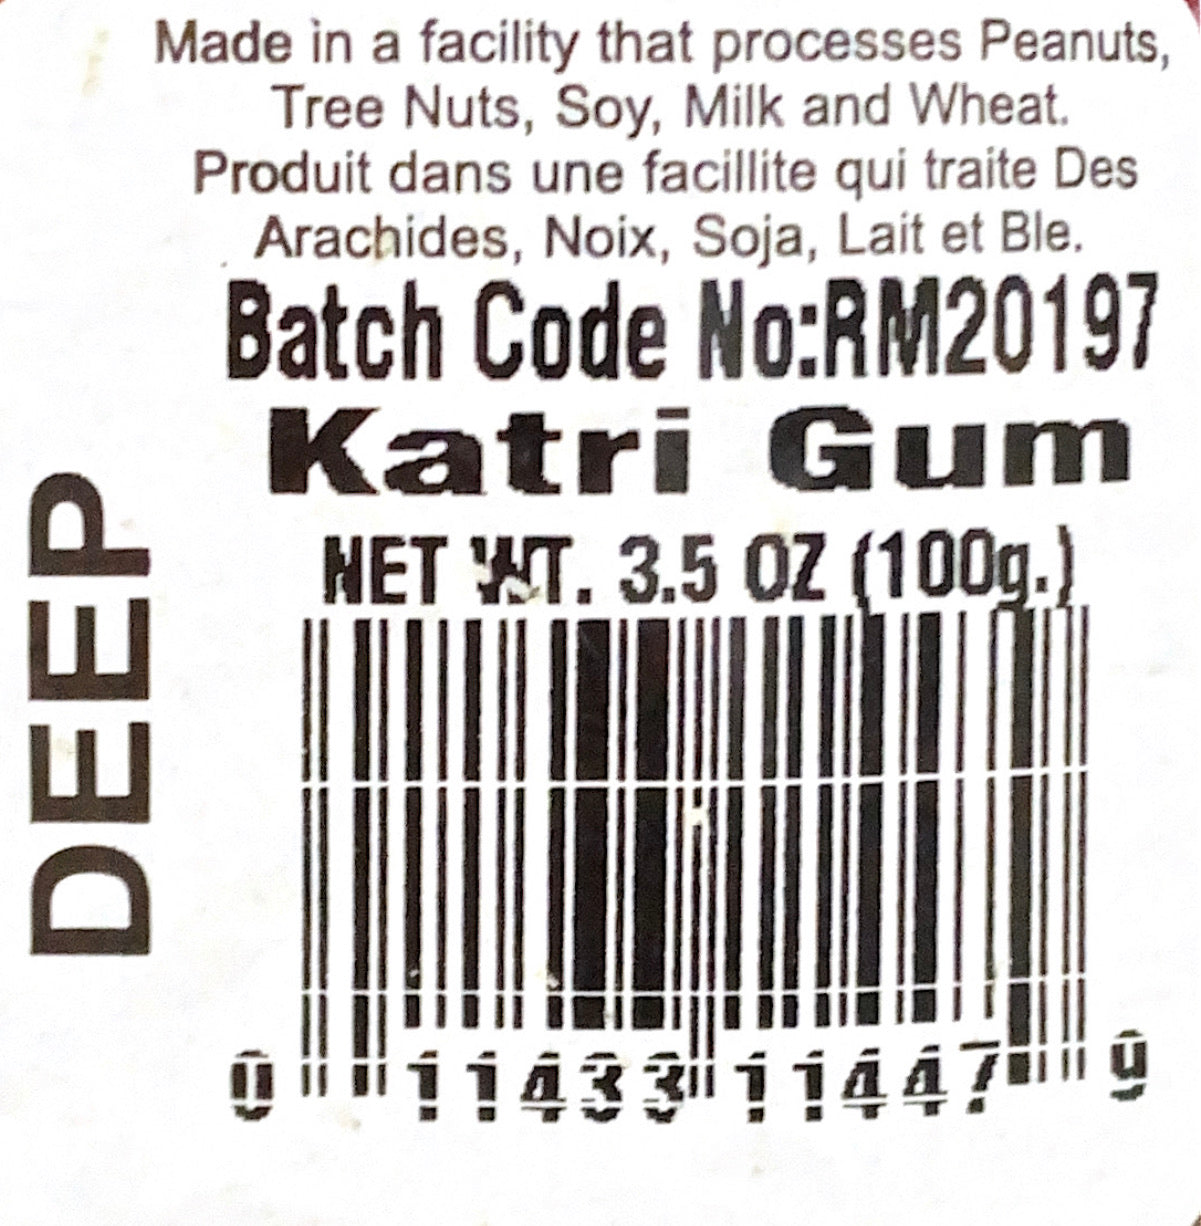 Made in a facility that processes Peanuts,
Tree Nuts, Soy, Milk and Wheat.
Produit dans une facillite qui traite Des
Arachides, Noix, Soja, Lait et Ble.
Batch Code No:RM20197
Katri Gum
NET WT. 3.5 OZ (100g.)
DEEP
0 11433 11447 9